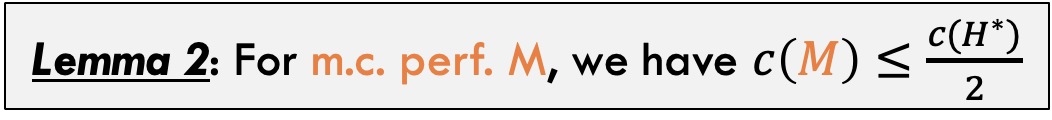 Lemma 2: For m.c. perf. M, we have c(M) ≤ c(H*)/2